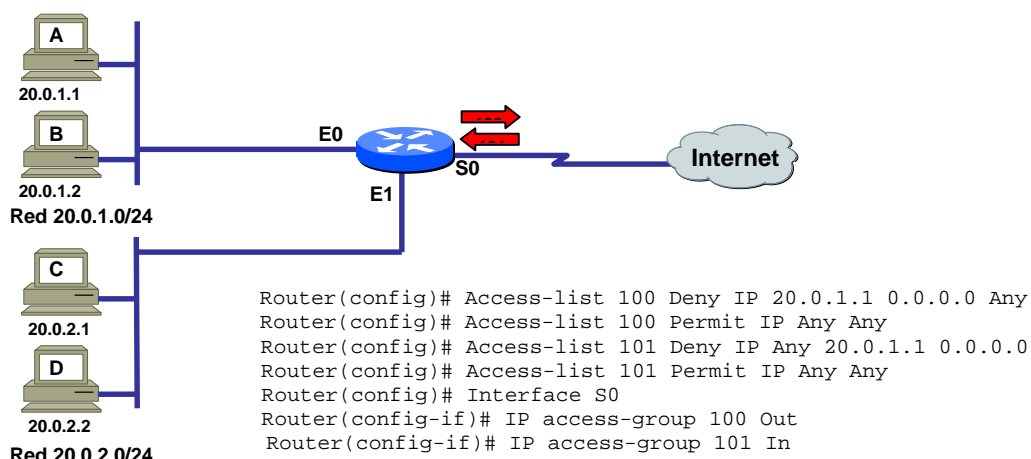 A
20.0.1.1
B
20.0.1.2
Red 20.0.1.0/24
E0
S0
E1
Internet
C
20.0.2.1
D
20.0.2.2
Red 20.0.2.0/24
Router(config)# Access-list 100 Deny IP 20.0.1.1 0.0.0.0 Any
Router(config)# Access-list 100 Permit IP Any Any
Router(config)# Access-list 101 Deny IP Any 20.0.1.1 0.0.0.0
Router(config)# Access-list 101 Permit IP Any Any
Router(config)# Interface S0
Router(config-if)# IP access-group 100 Out
Router(config-if)# IP access-group 101 In